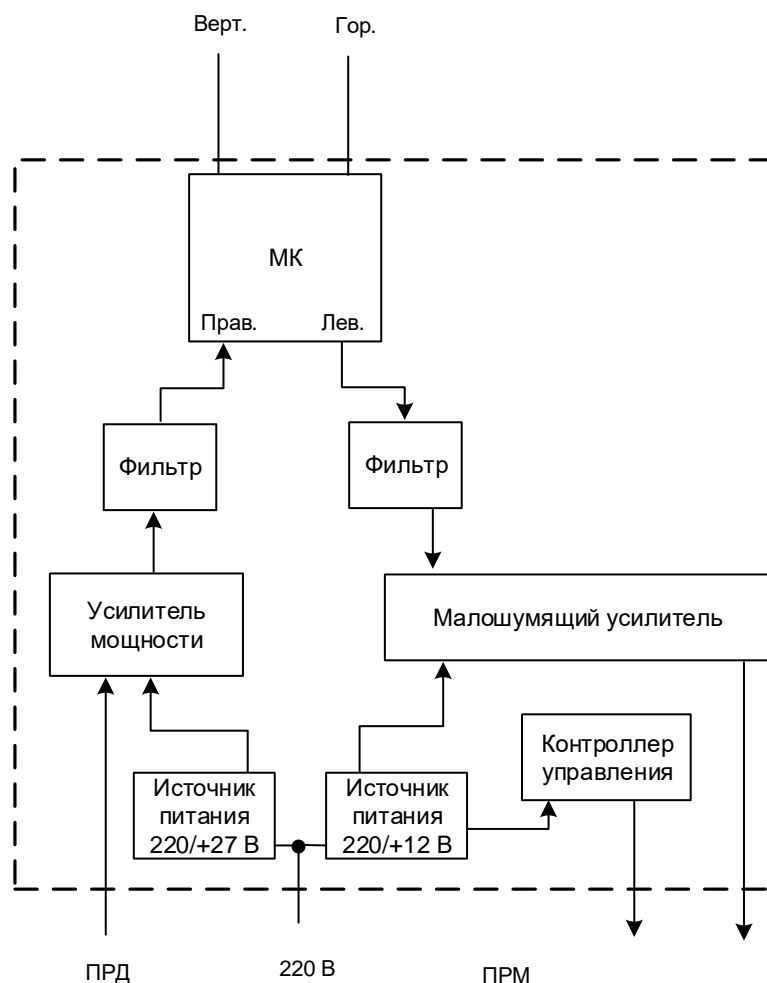 Верт.
Гор.
МК
Прав.
Лев.
Фильтр
Фильтр
Усилитель
мощности
Малошумящий усилитель
Контроллер
управления
Источник
питания
220/+27 В
Источник
питания
220/+12 В
ПРД
220 В
ПРМ